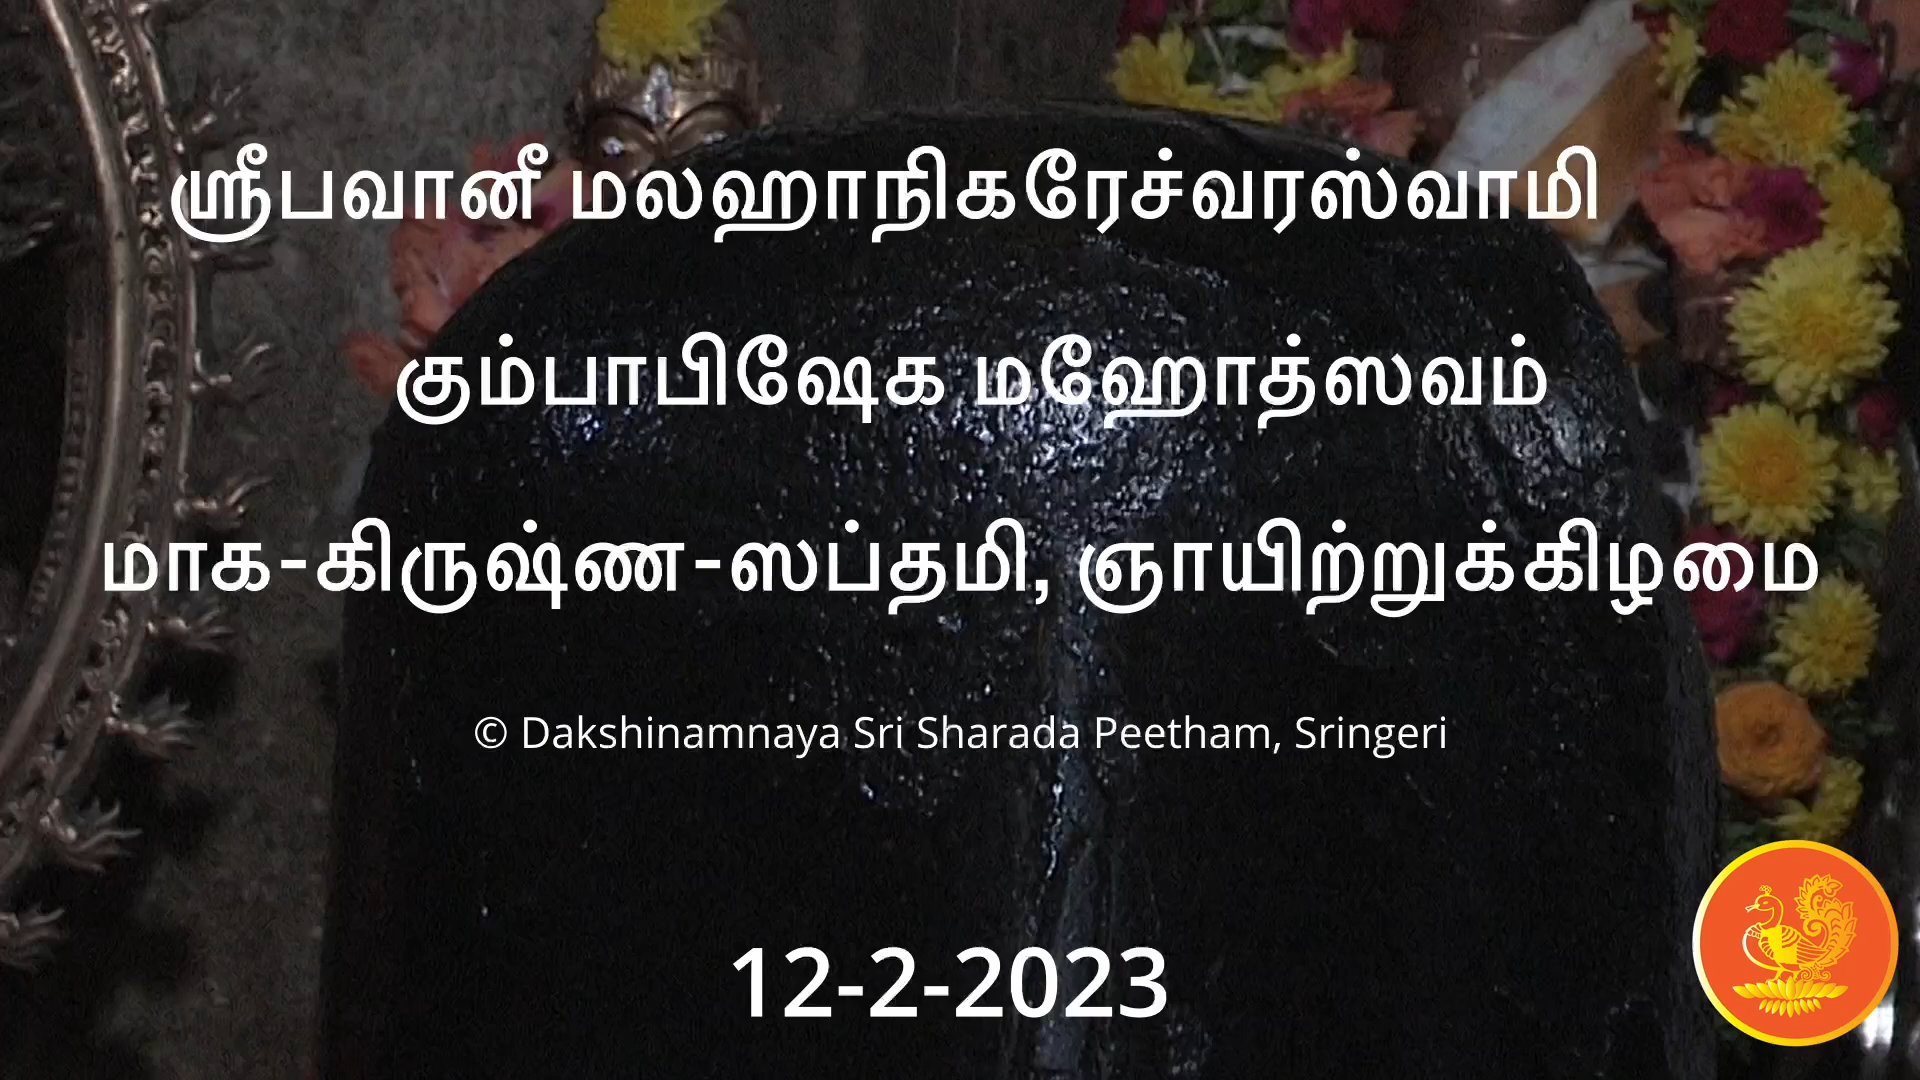 ஸ்ரீபவானீ மலஹாநிகரேச்வரஸ்வாமி
கும்பாபிஷேக மஹோத்ஸவம்
மாக-கிருஷ்ண-ஸப்தமி, ஞாயிற்றுக்கிழமை
© Dakshinamnaya Sri Sharada Peetham, Sringeri
12-2-2023